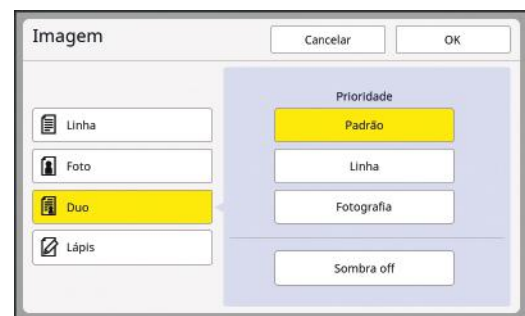 Imagem
Cancelar
OK
Linha
Foto
Duo
Lápis
Prioridade
Padrão
Linha
Fotografia
Sombra off